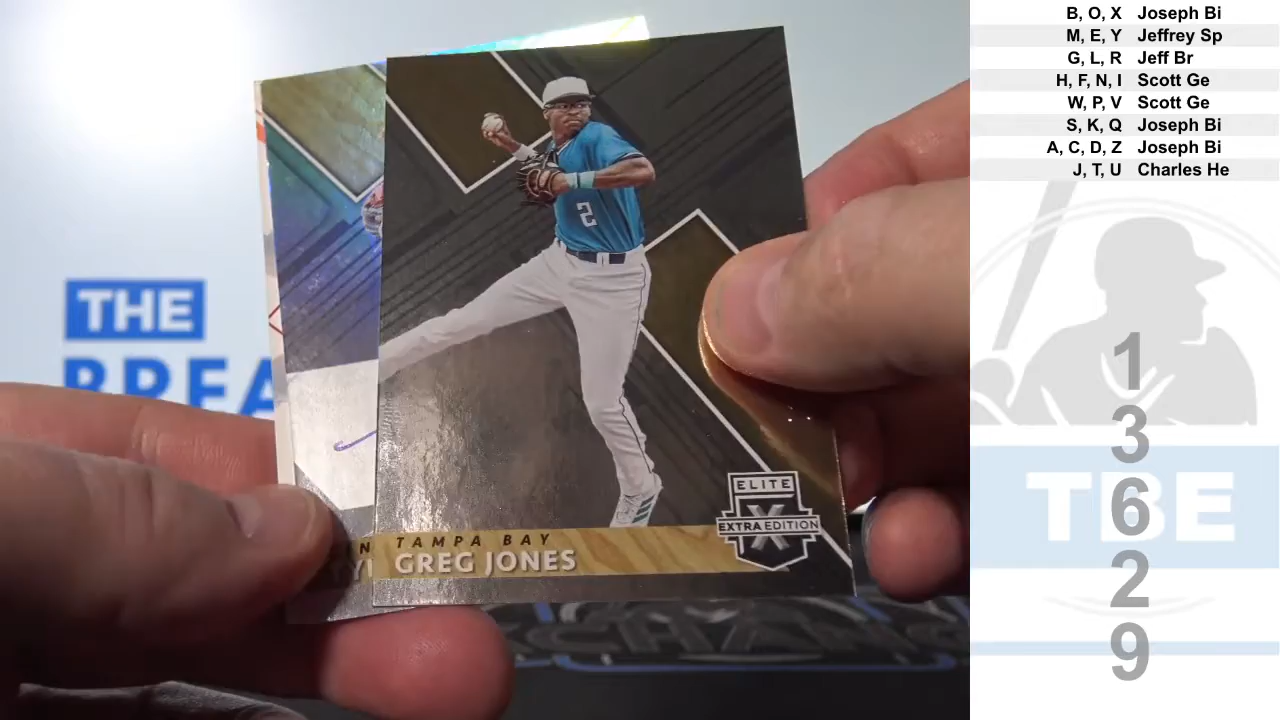 B, O, X Joseph Bi
M, E, Y Jeffrey Sp
G, L, R Jeff Br
H, F, N, I Scott Ge
W, P, V Scott Ge
S, K, Q Joseph Bi
A, C, D, Z Joseph Bi
J, T, U Charles He
THE
BREA
2
ELITE
EXTRA EDITION
X
TAMPA BAY
GREG JONES
TBE
1
3
6
2
9